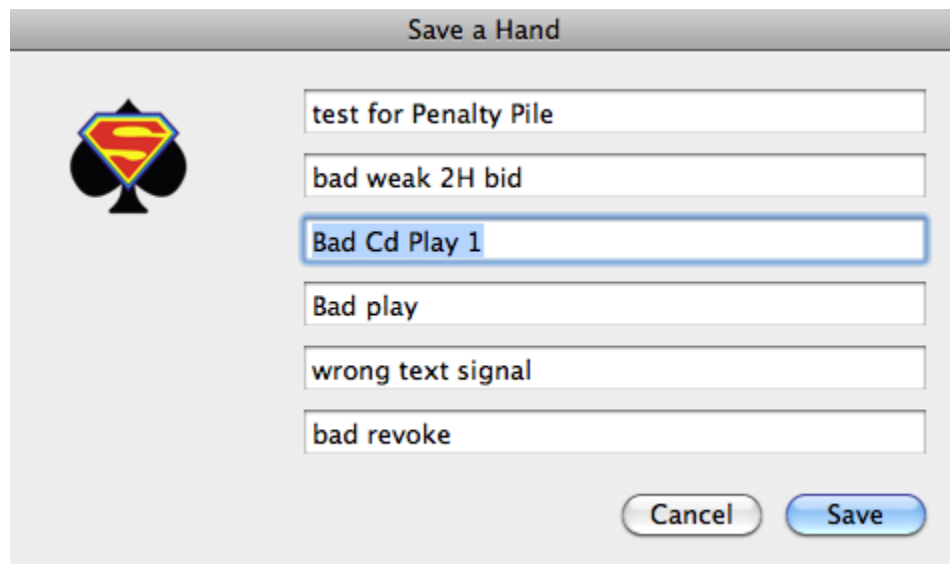 Save a Hand
test for Penalty Pile
bad weak 2H bid
Bad Cd Play 1
Bad play
wrong text signal
bad revoke
Cancel Save